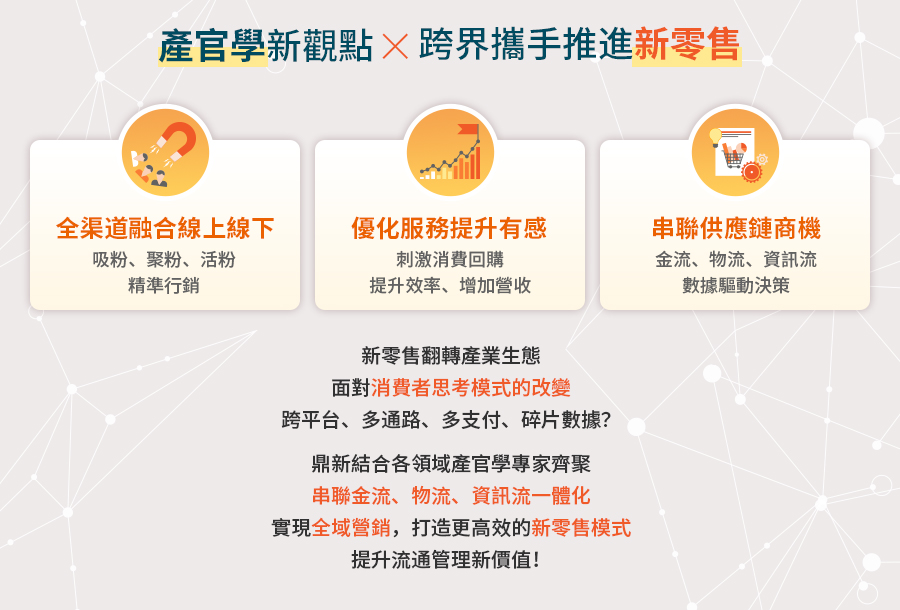 產官學新觀點×跨界攜手推進新零售
全渠道融合線上線下
吸粉、聚粉、活粉
精準行銷
優化服務提升有感
刺激消費回購
提升效率、增加營收
串聯供應鏈商機
金流、物流、資訊流
數據驅動決策
新零售翻轉產業生態
面對消費者思考模式的改變
跨平台、多通路、多支付、碎片數據?
鼎新結合各領域產官學專家齊聚
串聯金流、物流、資訊流一體化
實現全域營銷，打造更高效的新零售模式
提升流通管理新價值!